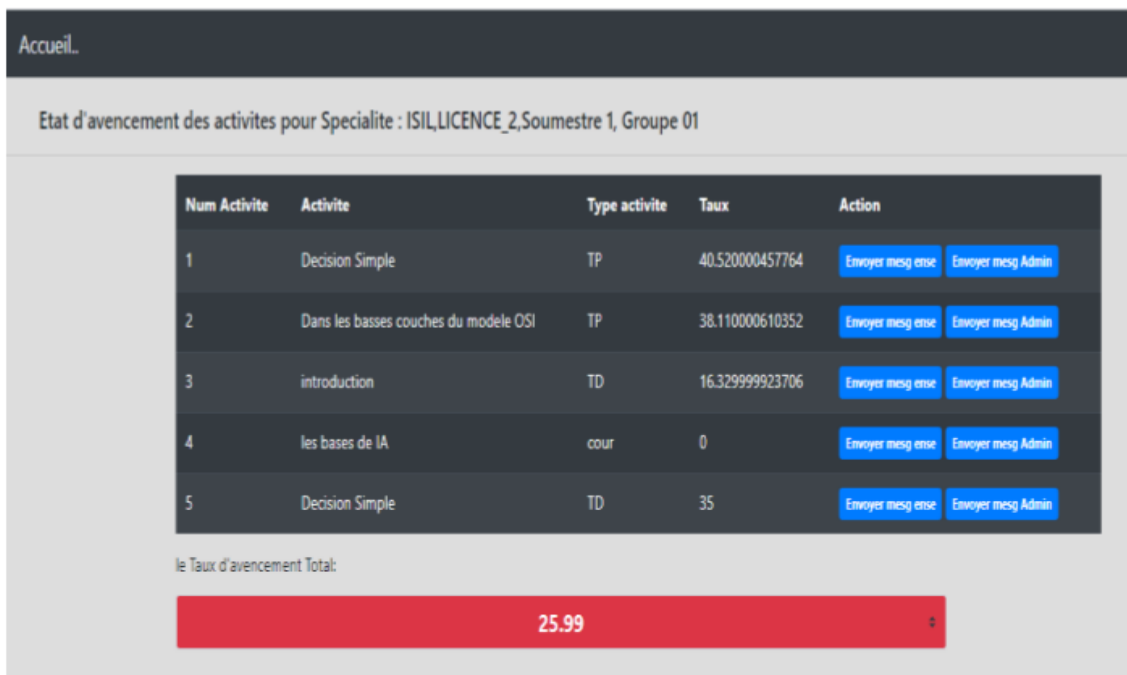 Accueil..
Etat d'avencement des activites pour Specialite : ISIL,LICENCE_2,Soumestre 1, Groupe 01
Num Activite Activite Type activite Taux Action
1 Decision Simple TP 40.520000457764 Envoyer mesg ense Envoyer mesg Admin
2 Dans les basses couches du modele OSI TP 38.110000610352 Envoyer mesg ense Envoyer mesg Admin
3 introduction TD 16.329999923706 Envoyer mesg ense Envoyer mesg Admin
4 les bases de IA cour 0 Envoyer mesg ense Envoyer mesg Admin
5 Decision Simple TD 35 Envoyer mesg ense Envoyer mesg Admin
le Taux d'avencement Total:
25.99